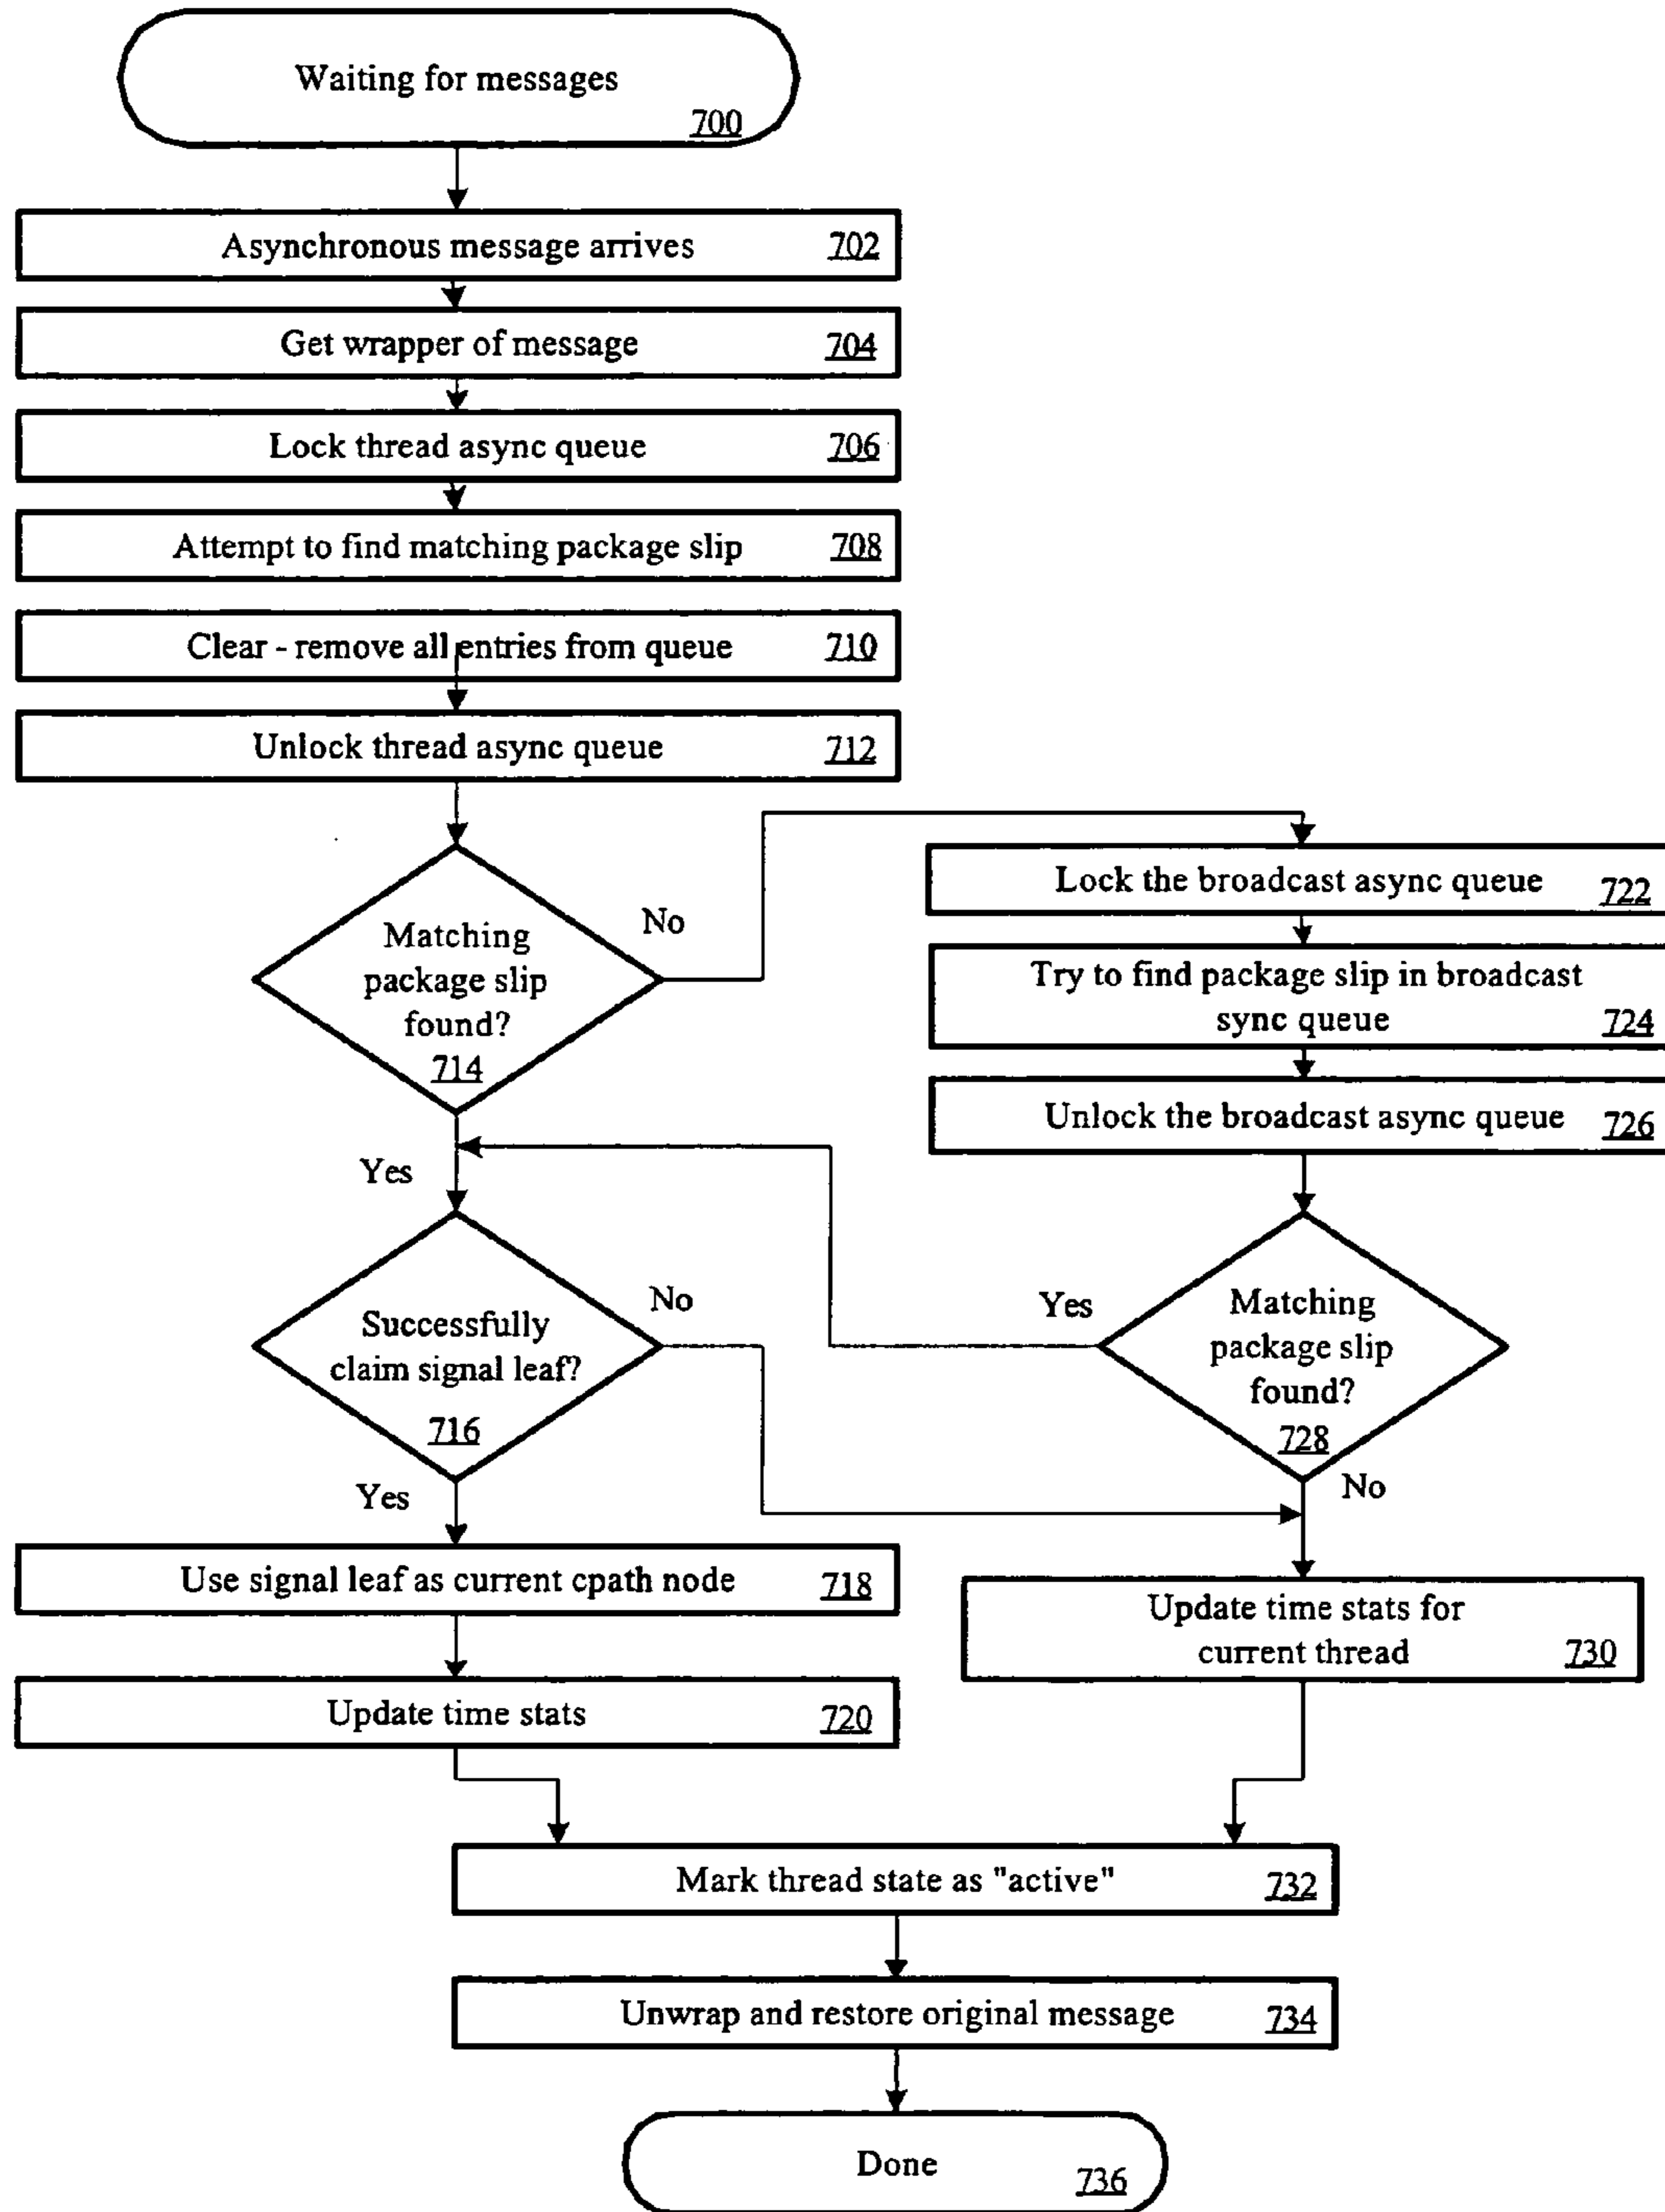 Waiting for messages
700
Asynchronous message arrives 702
Get wrapper of message 704
Lock thread async queue 706
Attempt to find matching package slip 708
Clear - remove all entries from queue 710
Unlock thread async queue 712
Matching
package slip
found?
714
No
Yes
Lock the broadcast async queue 722
Try to find package slip in broadcast
sync queue 724
Unlock the broadcast async queue 726
Successfully
claim signal leaf?
716
No
Yes
Yes
Matching
package slip
found?
728
No
Use signal leaf as current cpath node 718
Update time stats 720
Update time stats for
current thread 730
Mark thread state as "active" 732
Unwrap and restore original message 734
Done
736